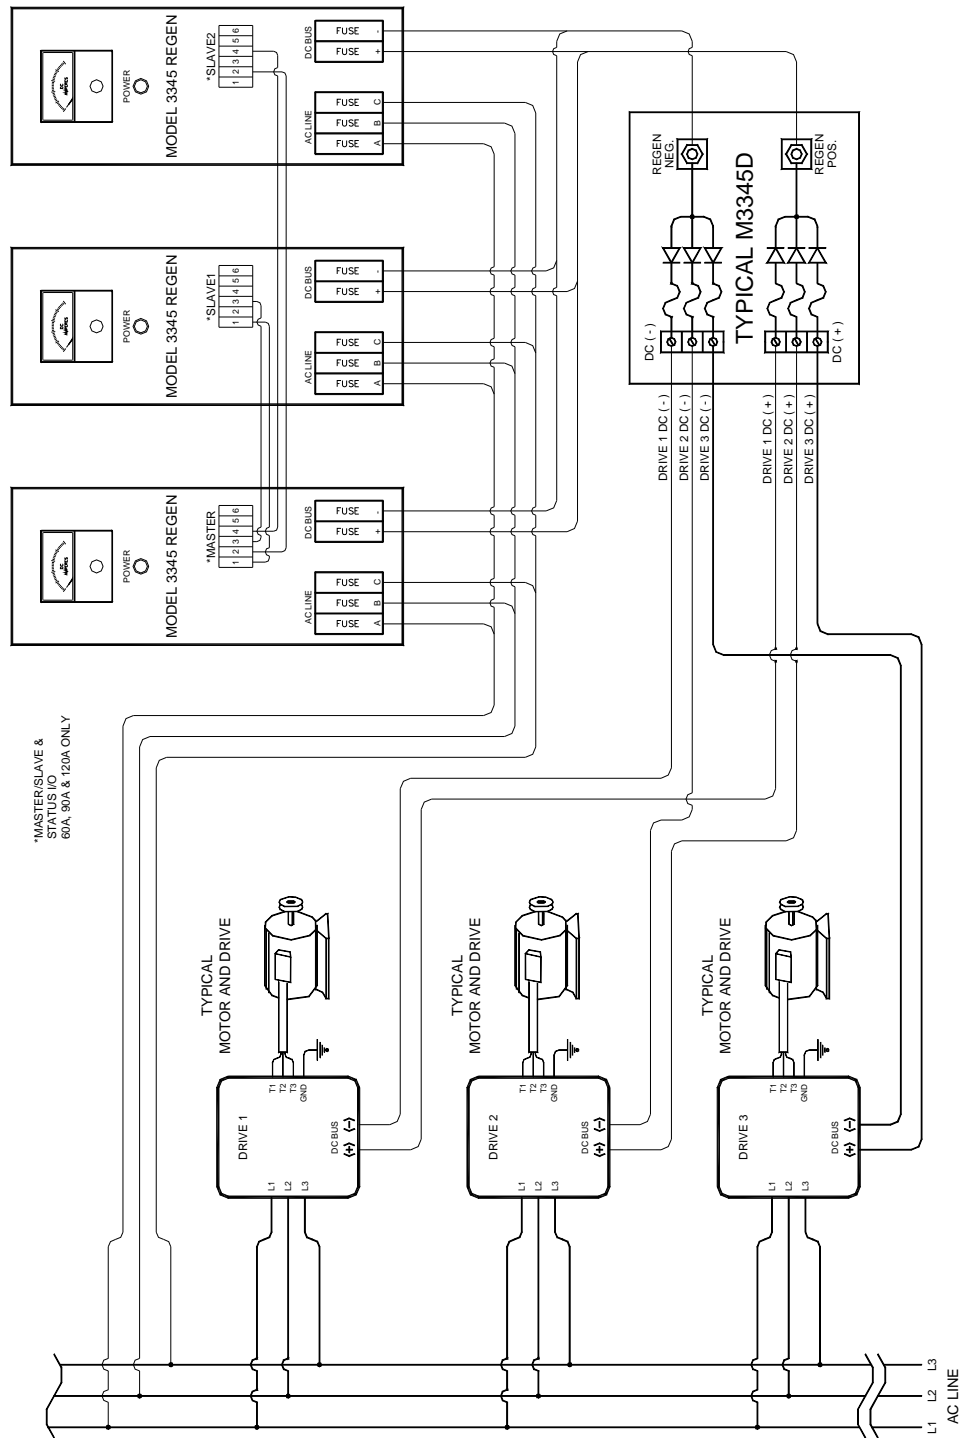 *MASTER/SLAVE &
STATUS I/O
60A, 90A & 120A ONLY
DC
AMPERES
POWER
MODEL 3345 REGEN
*MASTER
1 2 3 4 5 6
AC LINE
FUSE A
FUSE B
FUSE C
DC BUS
FUSE +
FUSE -
DC
AMPERES
POWER
MODEL 3345 REGEN
*SLAVE1
1 2 3 4 5 6
AC LINE
FUSE A
FUSE B
FUSE C
DC BUS
FUSE +
FUSE -
DC
AMPERES
POWER
MODEL 3345 REGEN
*SLAVE2
1 2 3 4 5 6
AC LINE
FUSE A
FUSE B
FUSE C
DC BUS
FUSE +
FUSE -
TYPICAL
MOTOR AND DRIVE
DRIVE 1
L1
L2
L3
T1
T2
T3
GND
DC BUS
(+) (-)
TYPICAL
MOTOR AND DRIVE
DRIVE 2
L1
L2
L3
T1
T2
T3
GND
DC BUS
(+) (-)
TYPICAL
MOTOR AND DRIVE
DRIVE 3
L1
L2
L3
T1
T2
T3
GND
DC BUS
(+) (-)
DRIVE 1 DC ( - )
DRIVE 2 DC ( - )
DRIVE 3 DC ( - )
DRIVE 1 DC ( + )
DRIVE 2 DC ( + )
DRIVE 3 DC ( + )
DC ( - )
REGEN
NEG.
TYPICAL M3345D
DC ( + )
REGEN
POS.
L1
L2
L3
AC LINE